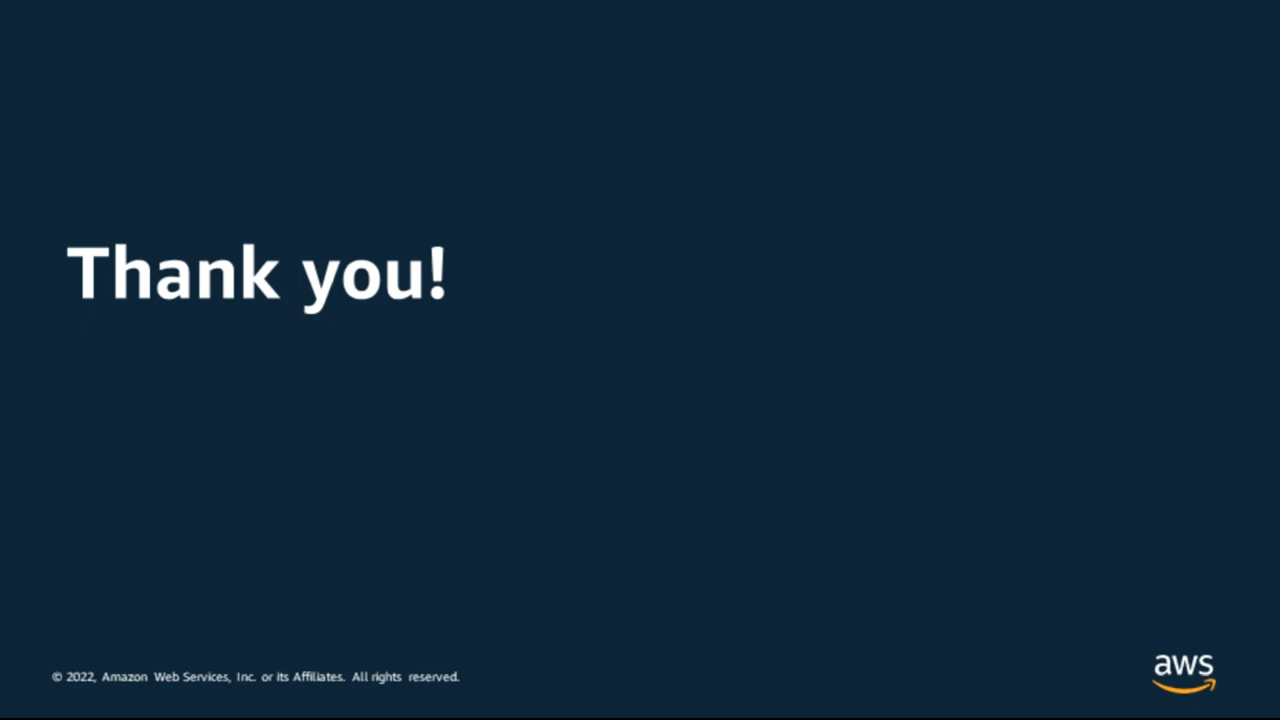 Thank you!
© 2022, Amazon Web Services, Inc. or its Affiliates. All rights reserved.
aws